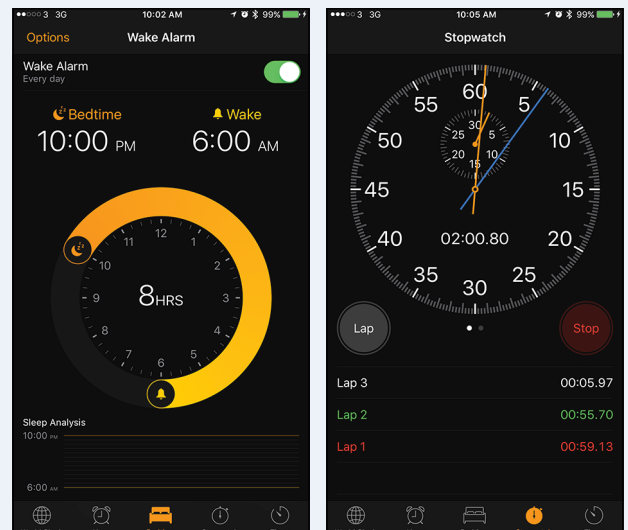 3 3G 10:02 AM 99%
Options Wake Alarm
Wake Alarm
Every day
Bedtime Wake
10:00 PM 6:00 AM
12
11 1
10 2
9 8HRS 3
8 4
7 5
6
Sleep Analysis
10:00 PM
6:00 AM
3 3G 10:05 AM 99%
Stopwatch
60
55 5
50 10
45 15
40 20
35 25
30
30
25 5
20 10
15
02:00.80
Lap Stop
Lap 3 00:05.97
Lap 2 00:55.70
Lap 1 00:59.13